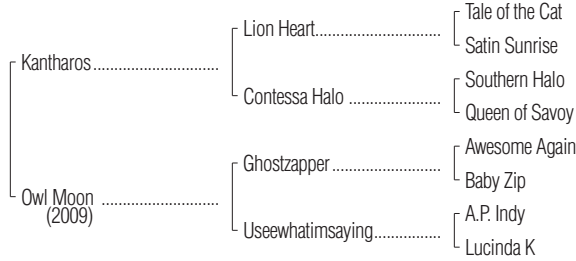 Tale of the Cat
Lion Heart
Satin Sunrise
Kantharos
Southern Halo
Contessa Halo
Queen of Savoy
Awesome Again
Ghostzapper
Baby Zip
Owl Moon
(2009)
A.P. Indy
Useewhatimsaying
Lucinda K